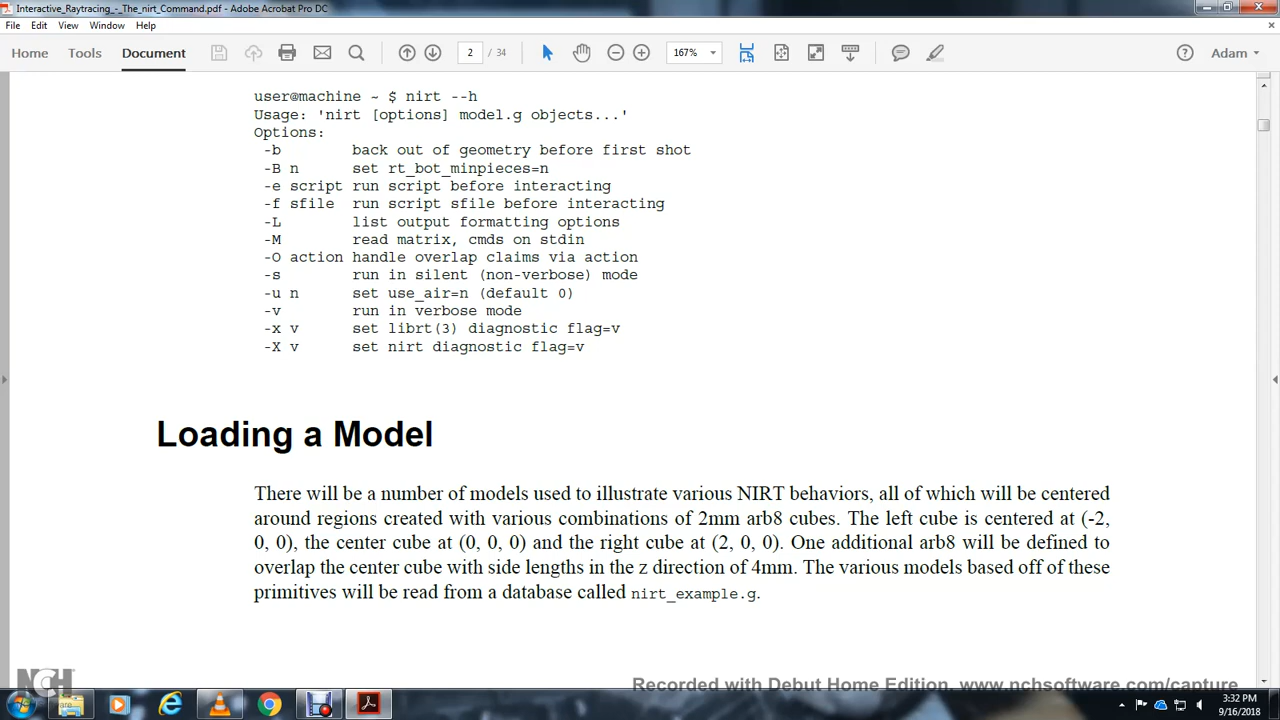 Interactive_Raytracing_-_The_nirt_Command.pdf - Adobe Acrobat Pro DC
File Edit View Window Help
Home Tools Document 2 / 34 167% Adam
user@machine ~ $ nirt --h
Usage: 'nirt [options] model.g objects...'
Options:
-b back out of geometry before first shot
-B n set rt_bot_minpieces=n
-e script run script before interacting
-f sfile run script sfile before interacting
-L list output formatting options
-M read matrix, cmds on stdin
-O action handle overlap claims via action
-s run in silent (non-verbose) mode
-u n set use_air=n (default 0)
-v run in verbose mode
-x v set librt(3) diagnostic flag=v
-X v set nirt diagnostic flag=v
Loading a Model
There will be a number of models used to illustrate various NIRT behaviors, all of which will be centered
around regions created with various combinations of 2mm arb8 cubes. The left cube is centered at (-2,
0, 0), the center cube at (0, 0, 0) and the right cube at (2, 0, 0). One additional arb8 will be defined to
overlap the center cube with side lengths in the z direction of 4mm. The various models based off of these
primitives will be read from a database called nirt_example.g.
NCH
Recorded with Debut Home Edition. www.nchsoftware.com/capture
3:32 PM
9/16/2018